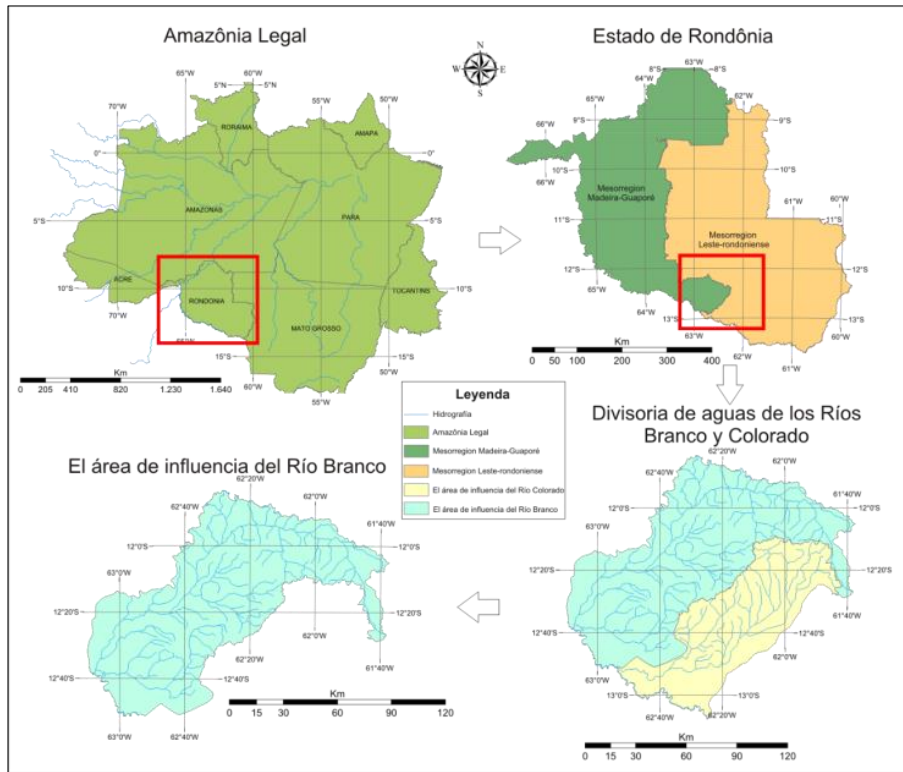 Amazônia Legal
N
W
E
S
65°W
60°W
5°N
5°N
70°W
55°W
50°W
RORAIMA
AMAPA
0°
0°
AMAZONAS
PARA
5°S
5°S
ACRE
10°S
RONDONIA
TOCANTINS
10°S
70°W
MATO GROSSO
65°W
15°S
15°S
60°W
50°W
55°W
Km
0 205 410 820 1.230 1.640
Estado de Rondônia
63°W
8°S
8°S
64°W
62°W
65°W
9°S
9°S
66°W
10°S
10°S
66°W
Mesorregion
Madeira-Guaporé
61°W
60°W
11°S
11°S
Mesorregion
Leste-rondoniense
12°S
12°S
65°W
64°W
13°S
13°S
63°W
60°W
62°W
61°W
Km
0 50 100 200 300 400
Leyenda
Hidrografía
Amazônia Legal
Mesorregion Madeira-Guaporé
Mesorregion Leste-rondoniense
El área de influencia del Río Colorado
El área de influencia del Río Branco
Divisoria de aguas de los Ríos
Branco y Colorado
62°20'W
62°40'W
62°0'W
61°40'W
63°0'W
12°0'S
12°0'S
12°20'S
12°20'S
12°40'S
12°40'S
62°0'W
61°40'W
63°0'W
13°0'S
13°0'S
62°40'W
62°20'W
Km
0 15 30 60 90 120
El área de influencia del Río Branco
62°20'W
62°40'W
62°0'W
61°40'W
12°0'S
12°0'S
63°0'W
12°20'S
12°20'S
62°0'W
61°40'W
12°40'S
12°40'S
62°20'W
63°0'W
62°40'W
Km
0 15 30 60 90 120